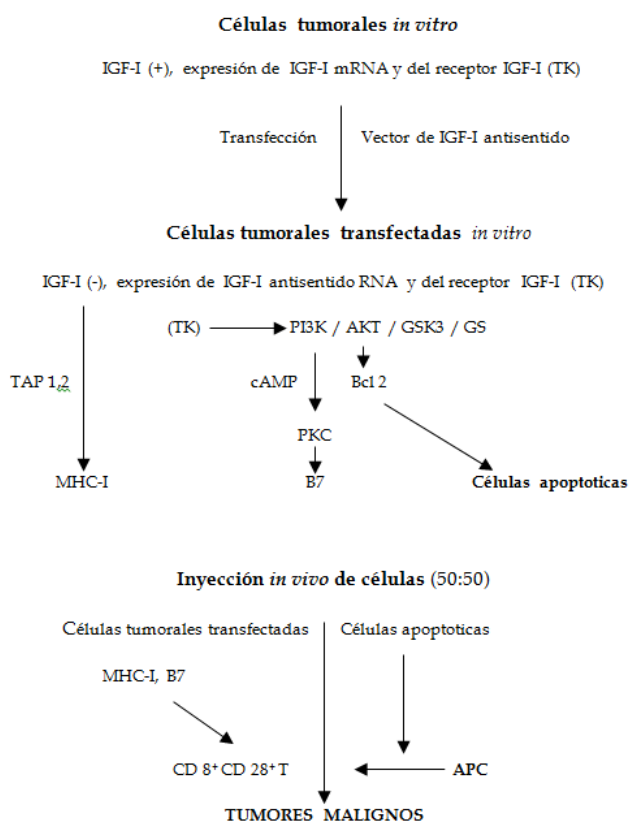 Células tumorales in vitro
IGF-I (+), expresión de IGF-I mRNA y del receptor IGF-I (TK)
Transfección Vector de IGF-I antisentido
Células tumorales transfectadas in vitro
IGF-I (-), expresión de IGF-I antisentido RNA y del receptor IGF-I (TK)
(TK) PI3K / AKT / GSK3 / GS
TAP 1,2 cAMP Bcl 2
PKC
MHC-I B7 Células apoptoticas
Inyección in vivo de células (50:50)
Células tumorales transfectadas Células apoptoticas
MHC-I, B7
CD 8+ CD 28+ T APC
TUMORES MALIGNOS